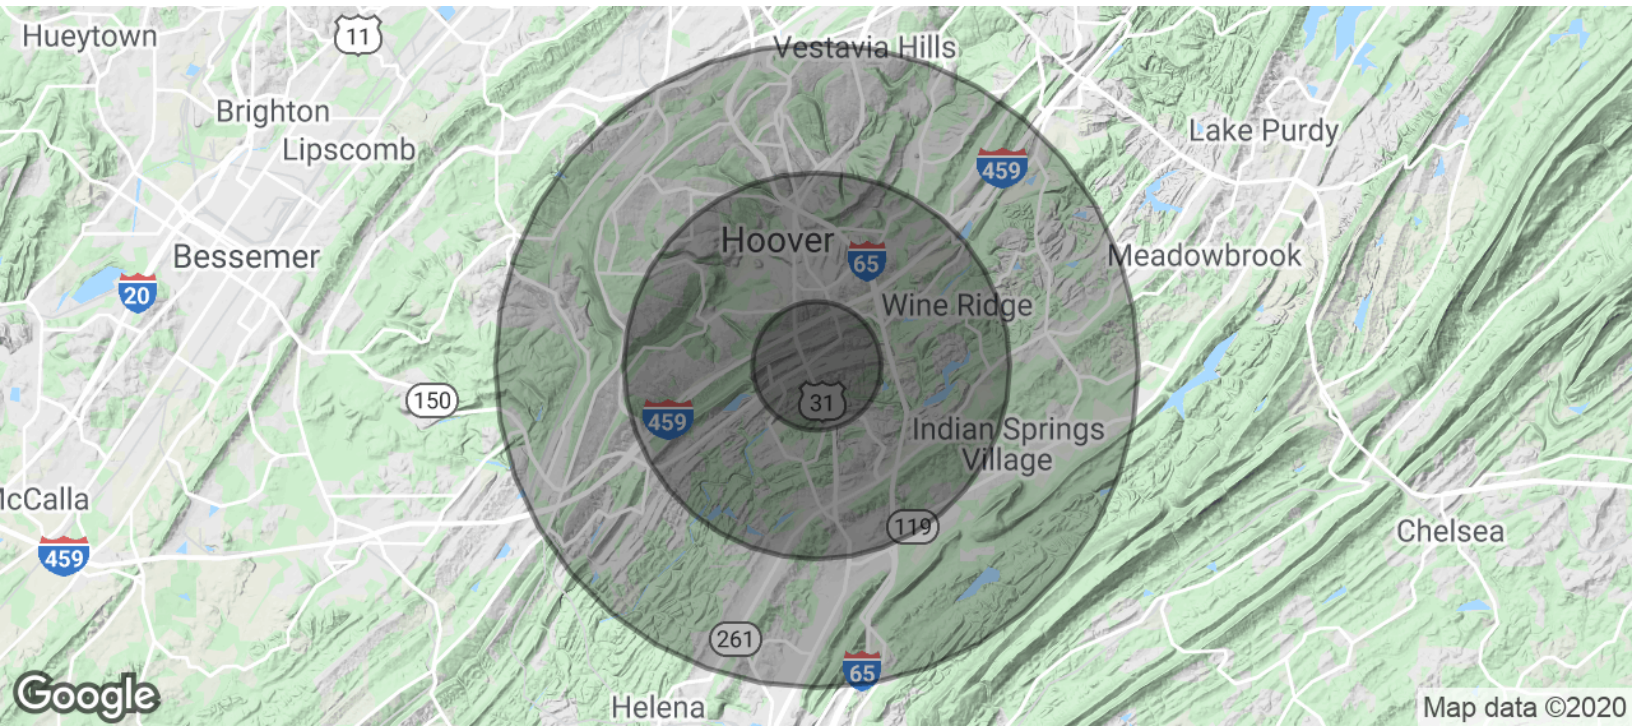 Hueytown
11
Vestavia Hills
Brighton
Lake Purdy
Lipscomb
459
Hoover
Bessemer
65
Meadowbrook
20
Wine Ridge
150
31
459
Indian Springs
Village
McCalla
119
Chelsea
459
261
65
Google
Helena
Map data ©2020